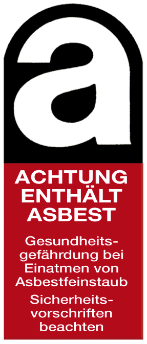 a
ACHTUNG
ENTHÄLT
ASBEST
Gesundheits-
gefährdung bei
Einatmen von
Asbestfeinstaub
Sicherheits-
vorschriften
beachten